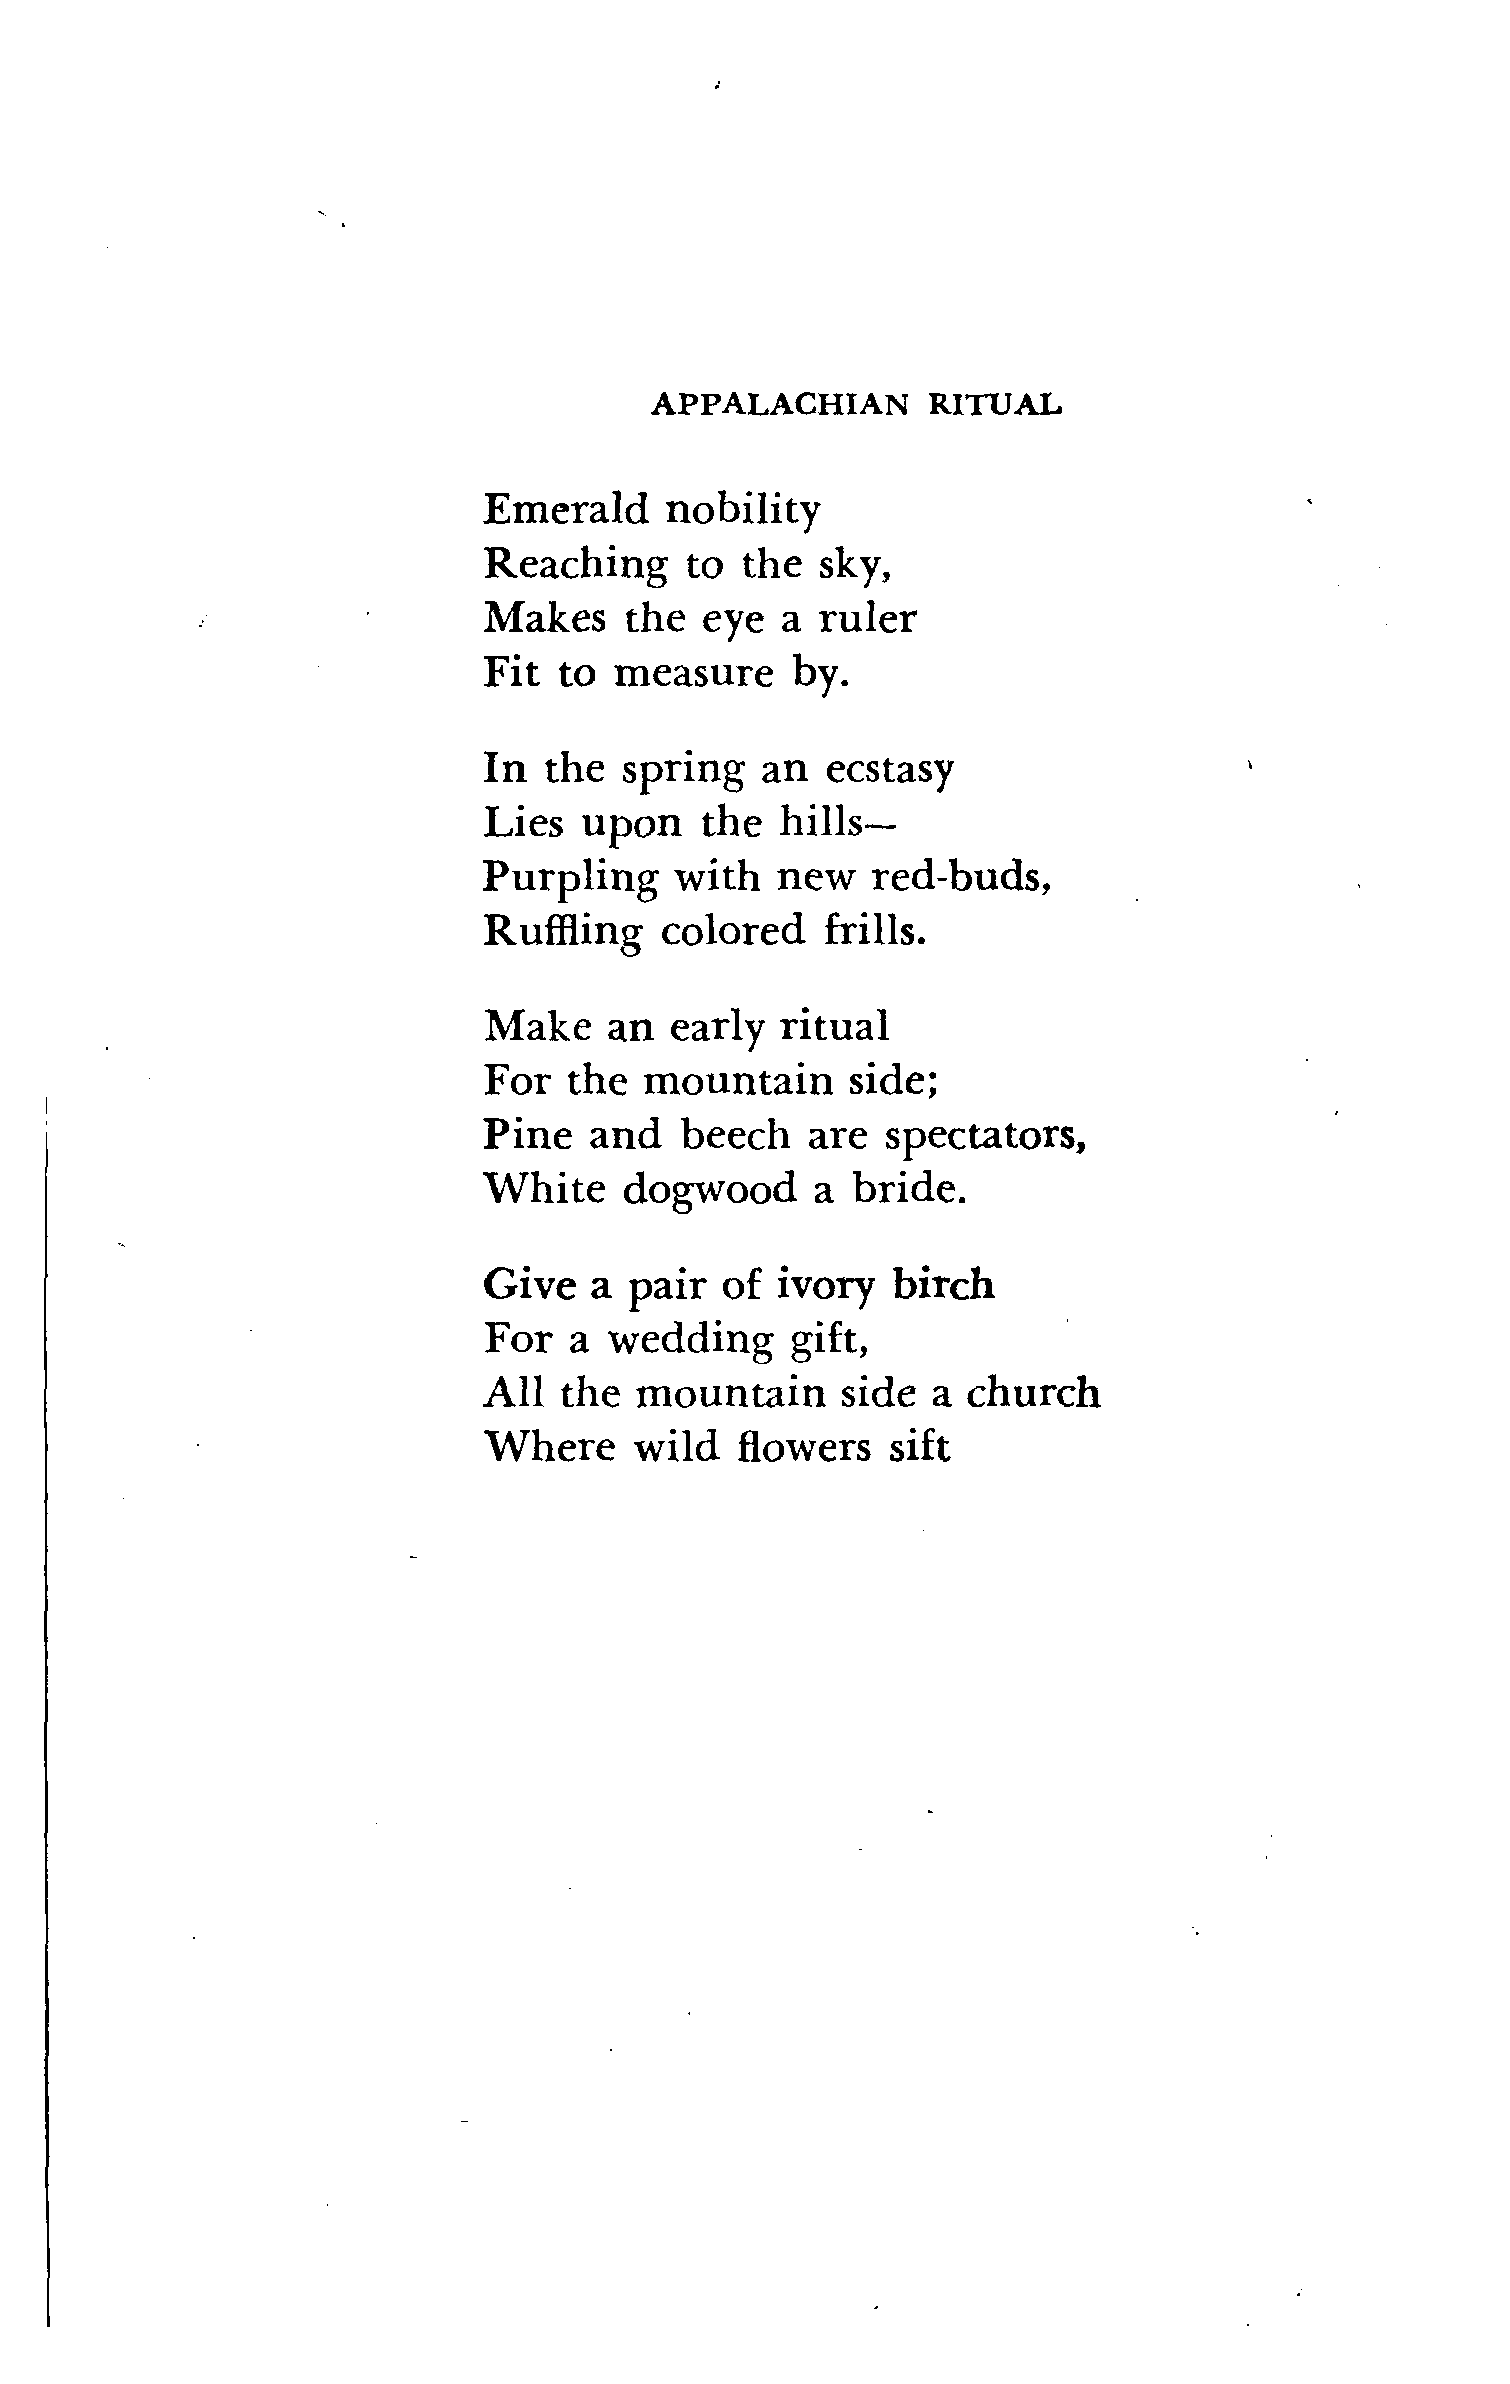 APPALACHIAN RITUAL
Emerald nobility
Reaching to the sky,
Makes the eye a ruler
Fit to measure by.
In the spring an ecstasy
Lies upon the hills—
Purpling with new red-buds,
Ruffling colored frills.
Make an early ritual
For the mountain side;
Pine and beech are spectators,
White dogwood a bride.
Give a pair of ivory birch
For a wedding gift,
All the mountain side a church
Where wild flowers sift